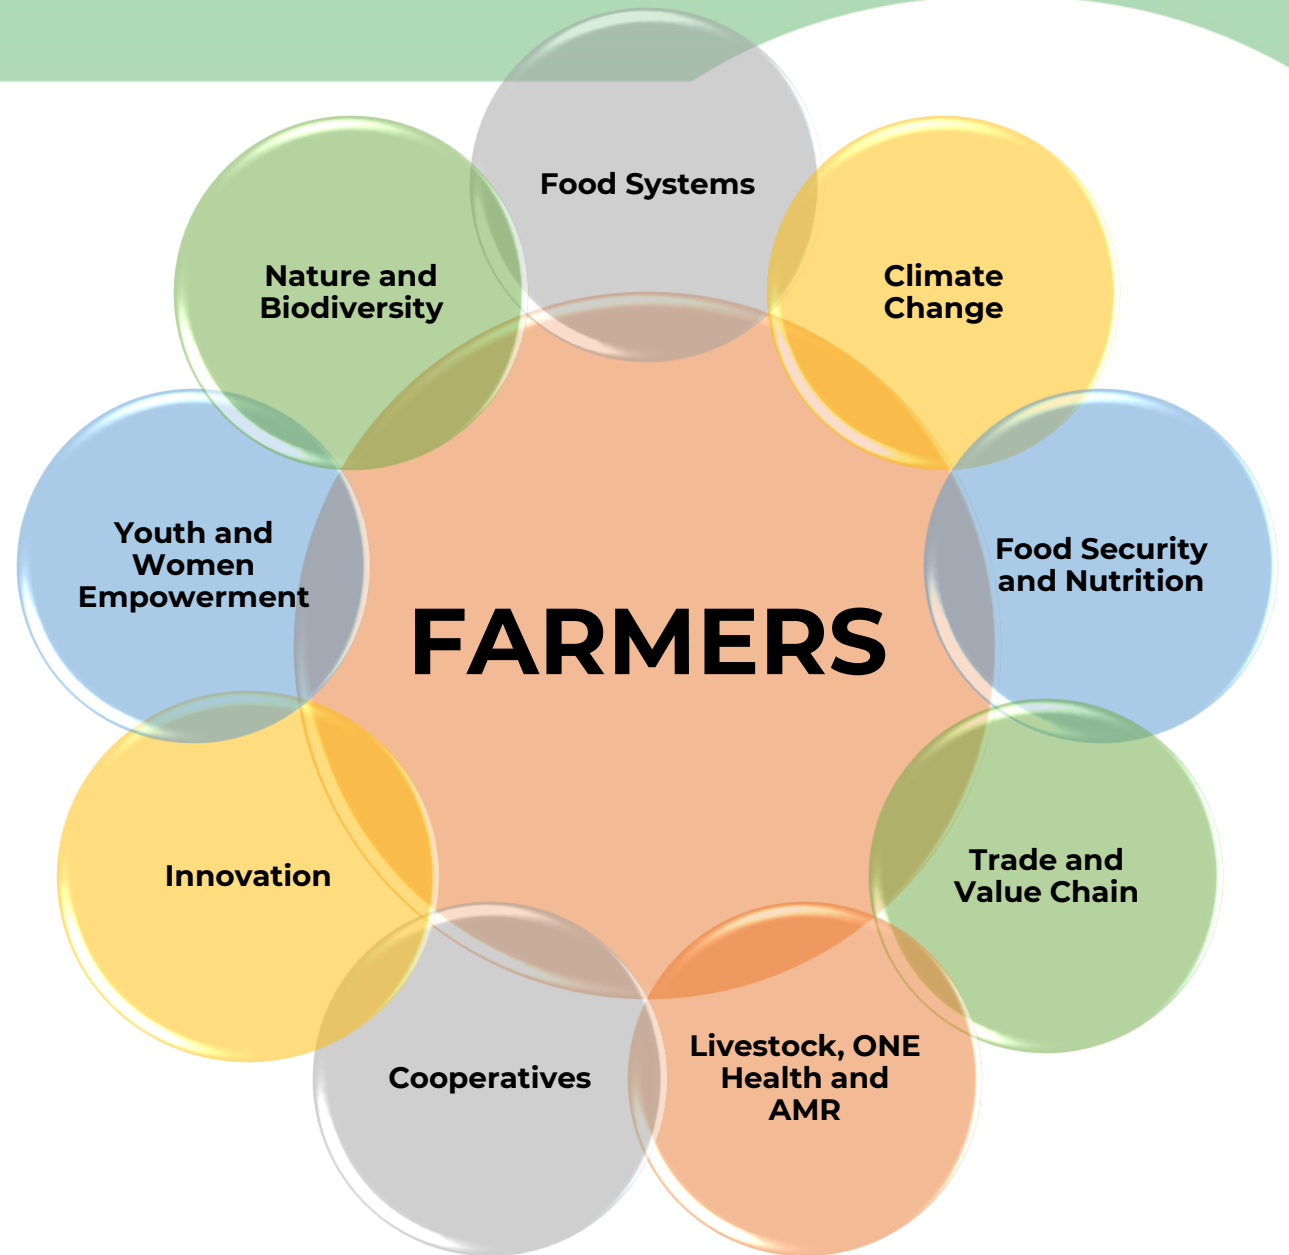 Food Systems
Nature and
Biodiversity
Climate
Change
Youth and
Women
Empowerment
Food Security
and Nutrition
FARMERS
Innovation
Trade and
Value Chain
Cooperatives
Livestock, ONE
Health and
AMR